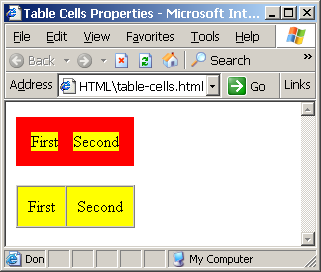 Table Cells Properties - Microsoft Int
File Edit View Favorites Tools Help
Back Search »
Address HTML\table-cells.html Go Links
First Second
First Second
Don My Computer